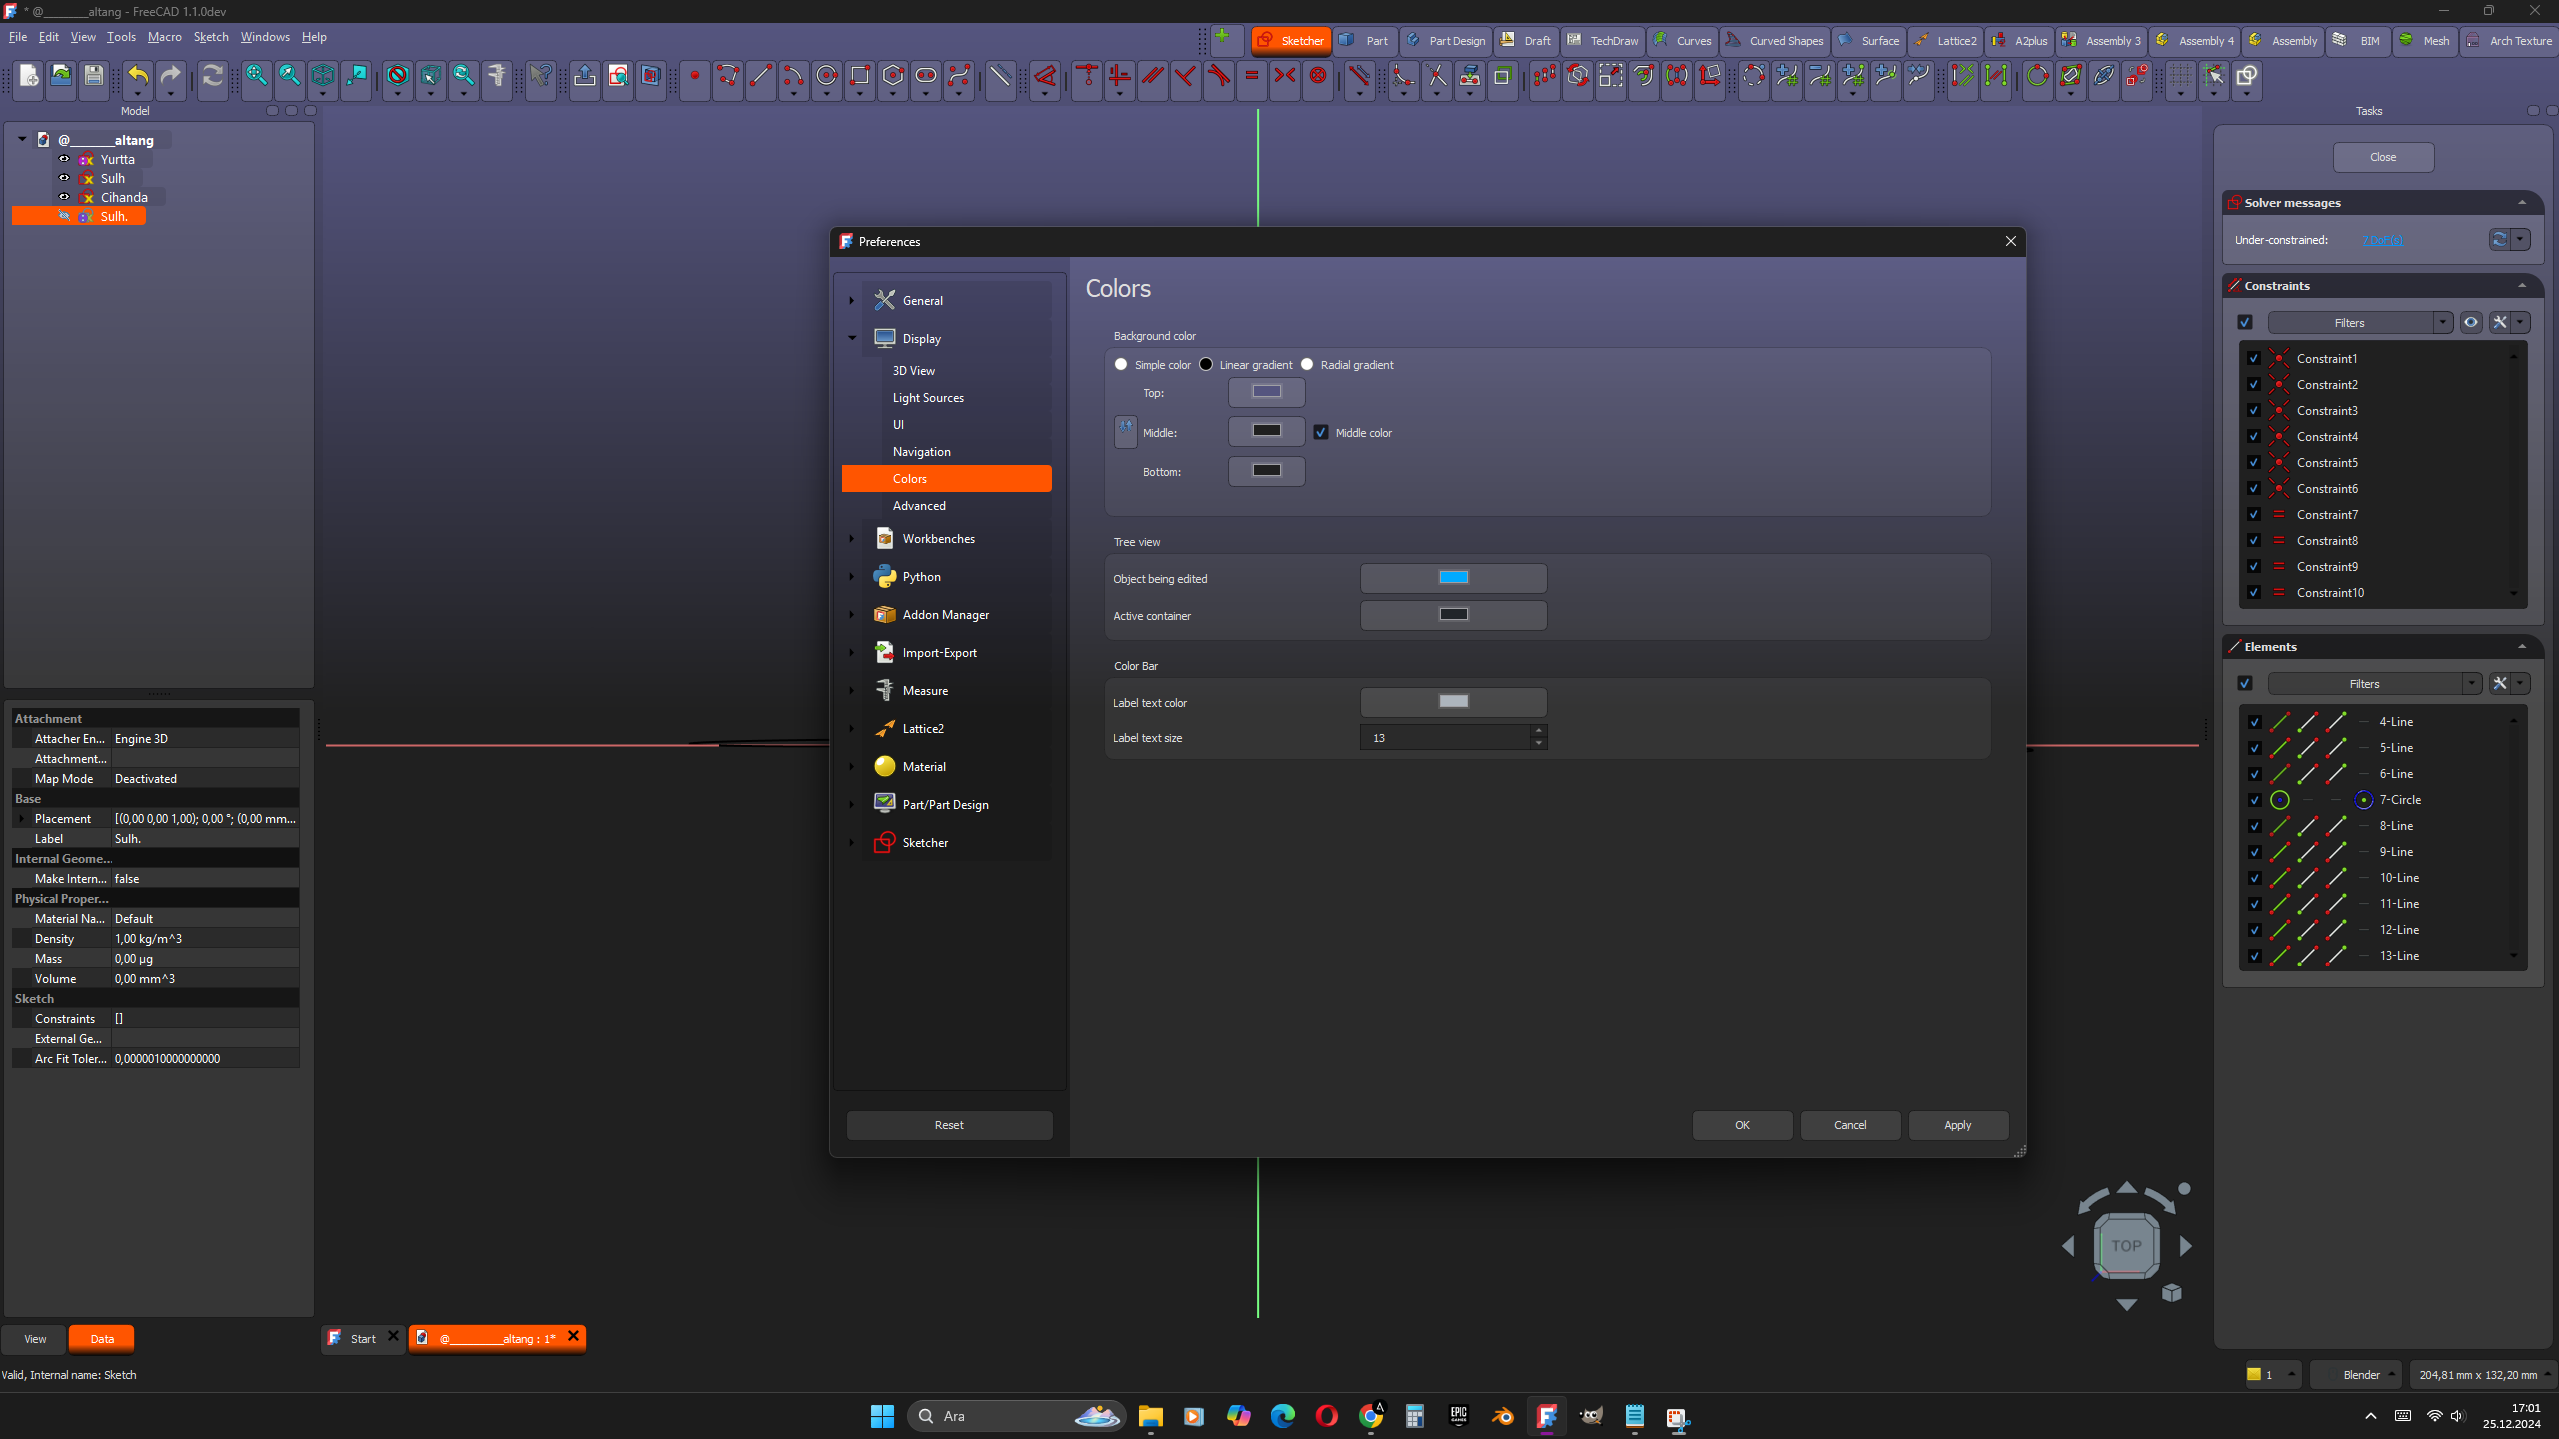 * @_______altang - FreeCAD 1.1.0dev
File Edit View Tools Macro Sketch Windows Help
Sketcher Part Part Design Draft TechDraw Curves Curved Shapes Surface Lattice2 A2plus Assembly 3 Assembly 4 Assembly BIM Mesh Arch Texture
Model
@_______altang
Yurtta
Sulh
Cihanda
Sulh.
Attachment
Attacher En... Engine 3D
Attachment...
Map Mode Deactivated
Base
Placement [(0,00 0,00 1,00); 0,00 °; (0,00 mm...
Label Sulh.
Internal Geome...
Make Intern... false
Physical Proper...
Material Na... Default
Density 1,00 kg/m^3
Mass 0,00 µg
Volume 0,00 mm^3
Sketch
Constraints []
External Ge...
Arc Fit Toler... 0,0000010000000000
View Data
Start @_________altang : 1*
Valid, Internal name: Sketch
Preferences
General
Display
3D View
Light Sources
UI
Navigation
Colors
Advanced
Workbenches
Python
Addon Manager
Import-Export
Measure
Lattice2
Material
Part/Part Design
Sketcher
Reset
Colors
Background color
Simple color Linear gradient Radial gradient
Top:
Middle: Middle color
Bottom:
Tree view
Object being edited
Active container
Color Bar
Label text color
Label text size 13
OK Cancel Apply
Tasks
Close
Solver messages
Under-constrained: 7 DoF(s)
Constraints
Filters
Constraint1
Constraint2
Constraint3
Constraint4
Constraint5
Constraint6
Constraint7
Constraint8
Constraint9
Constraint10
Elements
Filters
4-Line
5-Line
6-Line
7-Circle
8-Line
9-Line
10-Line
11-Line
12-Line
13-Line
TOP
1 Blender 204,81 mm x 132,20 mm
Ara
EPIC
GAMES
17:01
25.12.2024